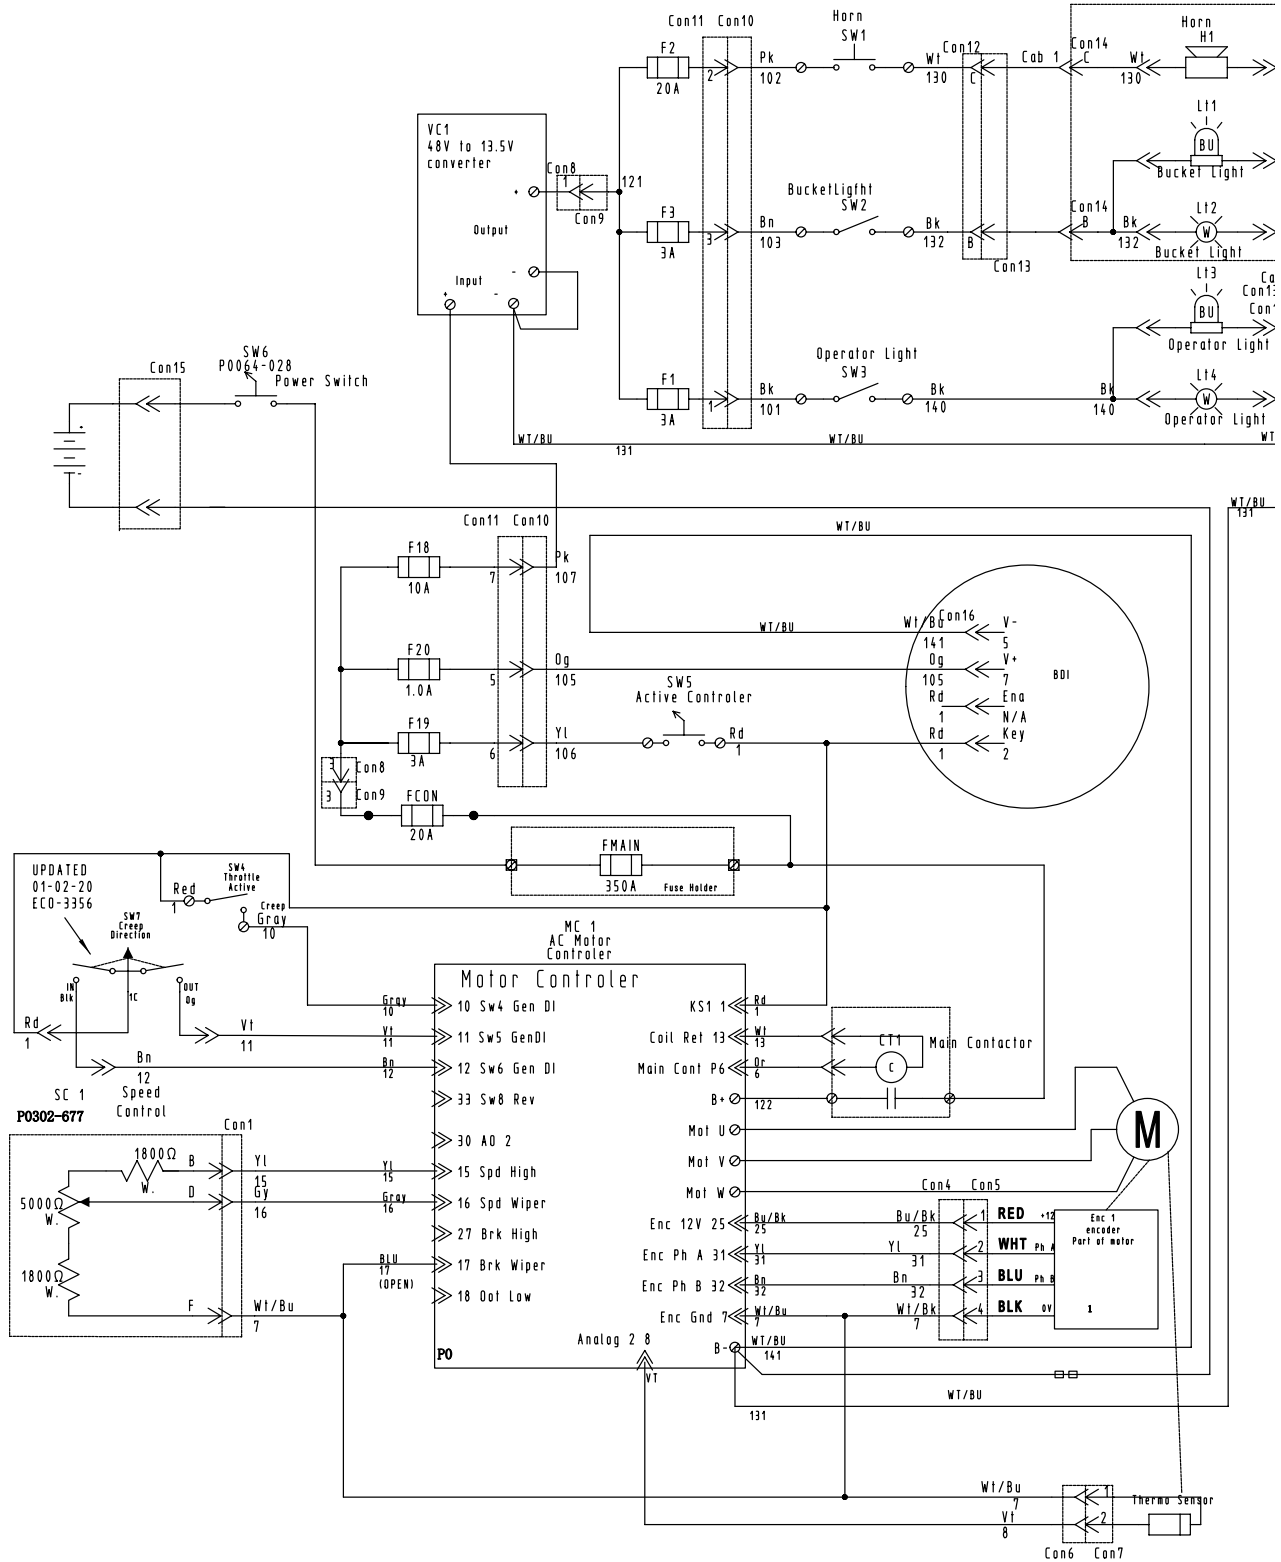 Con11 Con10
F2
20A
2
Pk
102
Horn
SW1
Wt
130
Con12
C
Cab 1
Con14
C
Wt
130
Horn
H1
VC1
48V to 13.5V
converter
Output
Input
+
-
+
-
Con8
1
Con9
121
Lt1
BU
Bucket Light
F3
3A
3
Bn
103
BucketLigfht
SW2
Bk
132
B
Con13
Con14
B
Bk
132
Lt2
W
Bucket Light
Lt3
BU
Operator Light
Ca
Con13
Con1
F1
3A
1
Bk
101
Operator Light
SW3
Bk
140
Bk
140
Lt4
W
Operator Light
WT/BU
131
WT/BU
WT
Con15
SW6
P0064-028
Power Switch
+
-
WT/BU
131
Con11 Con10
F18
10A
7
Pk
107
WT/BU
WT/BU
Wt/Bu
141
Con16
V-
5
F20
1.0A
5
Og
105
Og
105
V+
7
BDI
Rd
1
Ena
N/A
F19
3A
6
Yl
106
SW5
Active Controler
Rd
1
Rd
1
Key
2
3
Con8
3
Con9
FCON
20A
FMAIN
350A
Fuse Holder
UPDATED
01-02-20
ECO-3356
SW7
Creep
Direction
IN
Blk
1C
OUT
Og
Red
1
SW4
Throttle
Active
Creep
Gray
10
Rd
1
Vt
11
Bn
12
SC 1
Speed
Control
P0302-677
MC 1
AC Motor
Controler
Motor Controler
Gray
10
10 Sw4 Gen DI
Vt
11
11 Sw5 GenDI
Bn
12
12 Sw6 Gen DI
33 Sw8 Rev
30 AO 2
Yl
15
15 Spd High
Gray
16
16 Spd Wiper
27 Brk High
BLU
17
(OPEN)
17 Brk Wiper
18 Oot Low
Analog 2 8
VT
P0
KS1 1
Rd
1
Coil Ret 13
Wt
13
Main Cont P6
Or
6
B+
122
CT1
C
Main Contactor
Mot U
Mot V
Mot W
M
Con4 Con5
Enc 12V 25
Bu/Bk
25
Bu/Bk
25
1
RED
+12
Enc Ph A 31
Yl
31
Yl
31
2
WHT
Ph A
Enc Ph B 32
Bn
32
Bn
32
3
BLU
Ph B
Enc Gnd 7
Wt/Bu
7
Wt/Bk
7
4
BLK
0V
Enc 1
encoder
Part of motor
1
B-
WT/BU
141
131
WT/BU
Con1
1800Ω
W.
B
Yl
15
5000Ω
W.
D
Gy
16
1800Ω
W.
F
Wt/Bu
7
Wt/Bu
7
1
Thermo Sensor
Vt
8
2
Con6 Con7